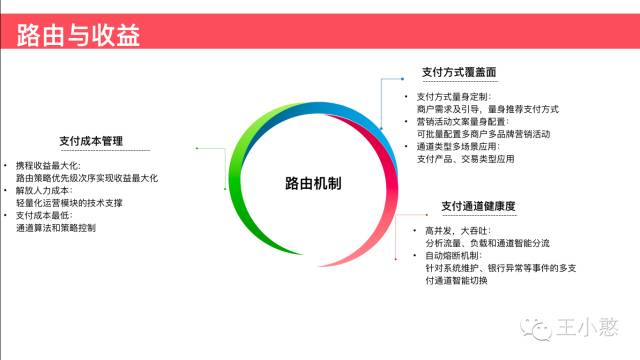 路由与收益
支付方式覆盖面
• 支付方式量身定制：
商户需求及引导，量身推荐支付方式
• 营销活动文案量身配置：
可批量配置多商户多品牌营销活动
• 通道类型多场景应用：
支付产品、交易类型应用
支付成本管理
• 携程收益最大化：
路由策略优先级次序实现收益最大化
• 解放人力成本：
轻量化运营模块的技术支撑
• 支付成本最低：
通道算法和策略控制
路由机制
支付通道健康度
• 高并发，大吞吐：
分析流量、负载和通道智能分流
• 自动熔断机制：
针对系统维护、银行异常等事件的多支
付通道智能切换
王小憨